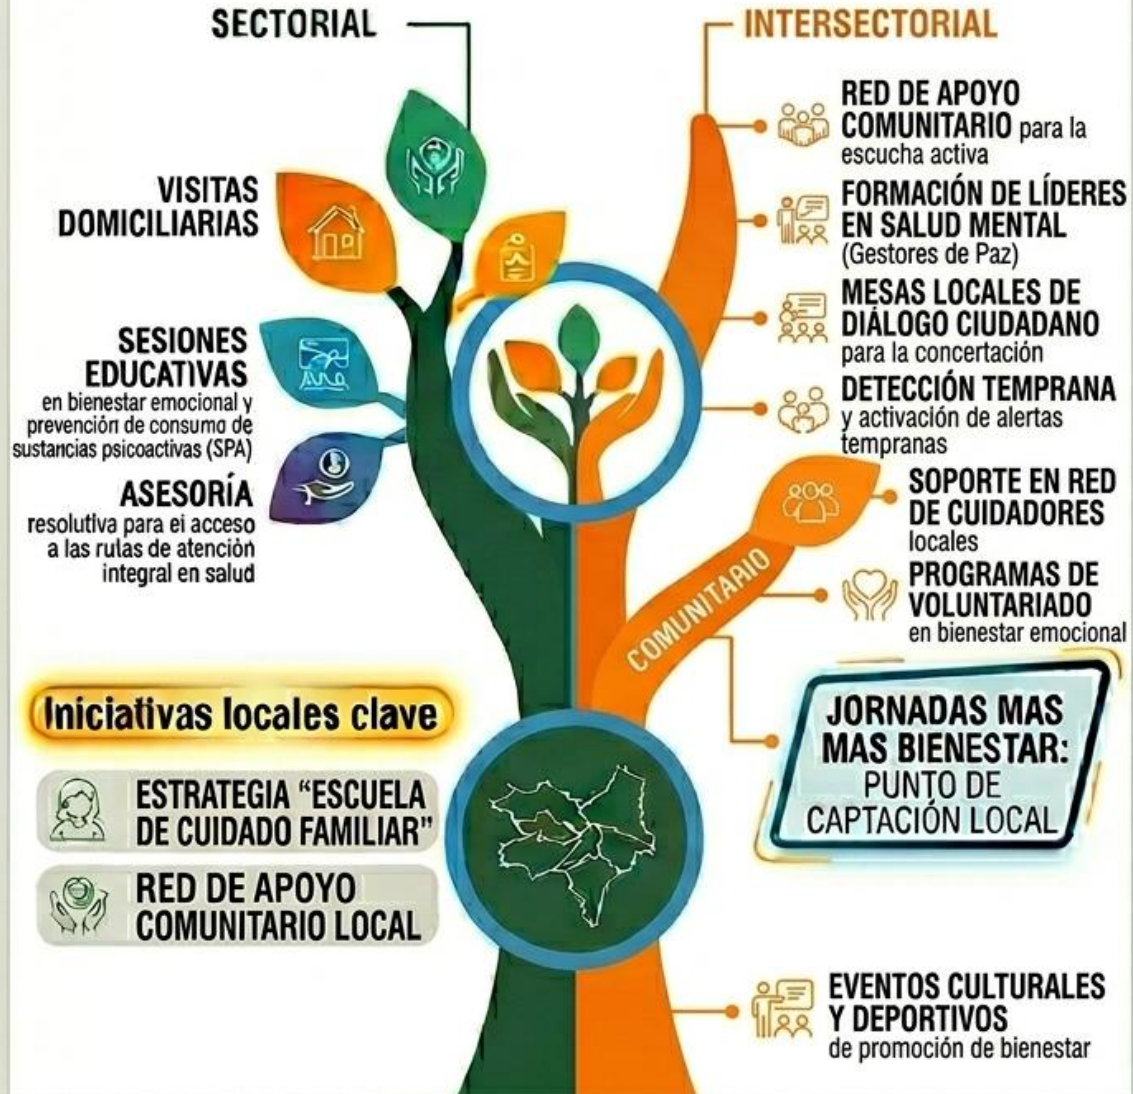 SECTORIAL
VISITAS
DOMICILIARIAS
SESIONES
EDUCATIVAS
en bienestar emocional y
prevención de consumo de
sustancias psicoactivas (SPA)
ASESORÍA
resolutiva para el acceso
a las rutas de atención
integral en salud
INTERSECTORIAL
RED DE APOYO
COMUNITARIO para la
escucha activa
FORMACIÓN DE LÍDERES
EN SALUD MENTAL
(Gestores de Paz)
MESAS LOCALES DE
DIÁLOGO CIUDADANO
para la concertación
DETECCIÓN TEMPRANA
y activación de alertas
tempranas
SOPORTE EN RED
DE CUIDADORES
locales
COMUNITARIO
PROGRAMAS DE
VOLUNTARIADO
en bienestar emocional
JORNADAS MAS
MAS BIENESTAR:
PUNTO DE
CAPTACIÓN LOCAL
Iniciativas locales clave
ESTRATEGIA “ESCUELA
DE CUIDADO FAMILIAR”
RED DE APOYO
COMUNITARIO LOCAL
EVENTOS CULTURALES
Y DEPORTIVOS
de promoción de bienestar